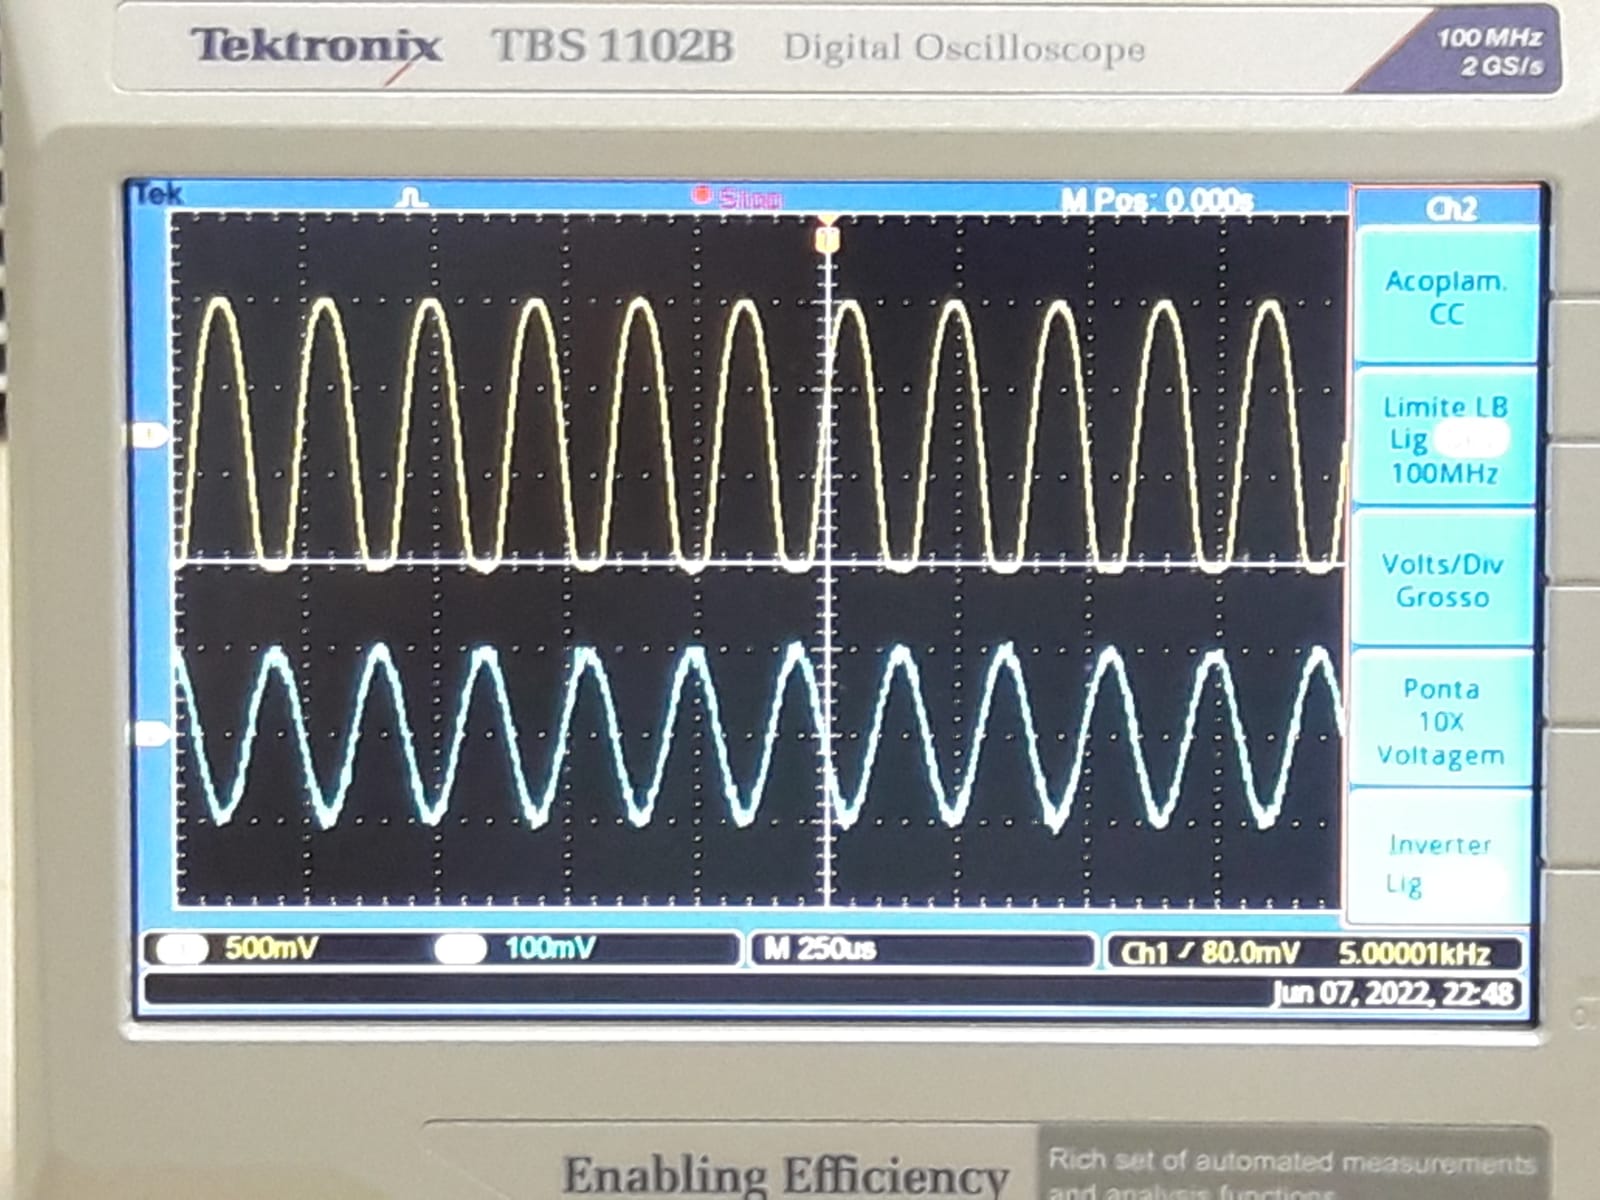 Tektronix TBS 1102B Digital Oscilloscope
100 MHz
2 GS/s
Tek Stop M Pos: 0.000s
Ch2
Acoplam.
CC
Limite LB
Lig
100MHz
Volts/Div
Grosso
Ponta
10X
Voltagem
Inverter
Lig
1
500mV 100mV M 250us Ch1 80.0mV 5.00001kHz
Jun 07, 2022, 22:48
Enabling Efficiency
Rich set of automated measurements
and analysis functions